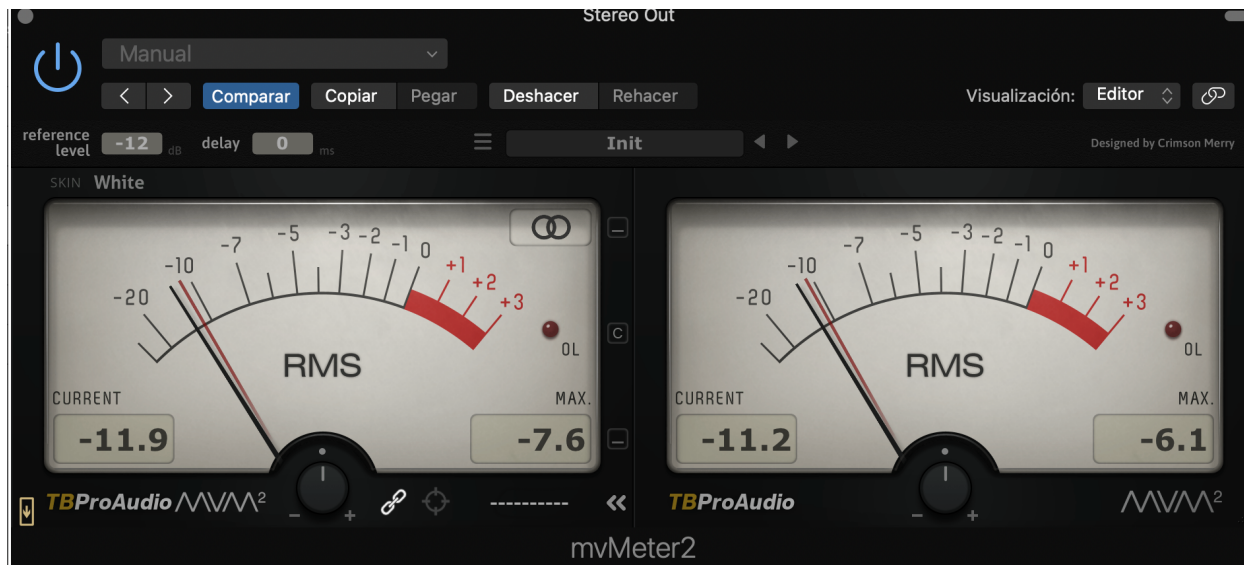 Stereo Out
Manual
Comparar Copiar Pegar Deshacer Rehacer Visualización: Editor
reference level -12 dB delay 0 ms Init Designed by Crimson Merry
SKIN White
-20 -10 -7 -5 -3 -2 -1 0 +1 +2 +3
RMS
OL
CURRENT MAX.
-11.9 -7.6
C
-20 -10 -7 -5 -3 -2 -1 0 +1 +2 +3
RMS
OL
CURRENT MAX.
-11.2 -6.1
TBProAudio MVM2 - + ----------
TBProAudio - + MVM2
mvMeter2